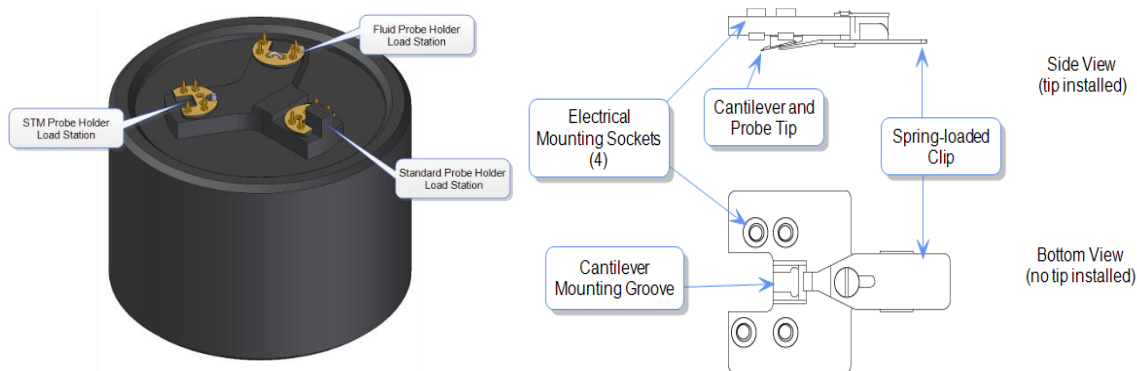 Fluid Probe Holder
Load Station
STM Probe Holder
Load Station
Standard Probe Holder
Load Station
Side View
(tip installed)
Electrical
Mounting Sockets
(4)
Cantilever and
Probe Tip
Spring-loaded
Clip
Cantilever
Mounting Groove
Bottom View
(no tip installed)